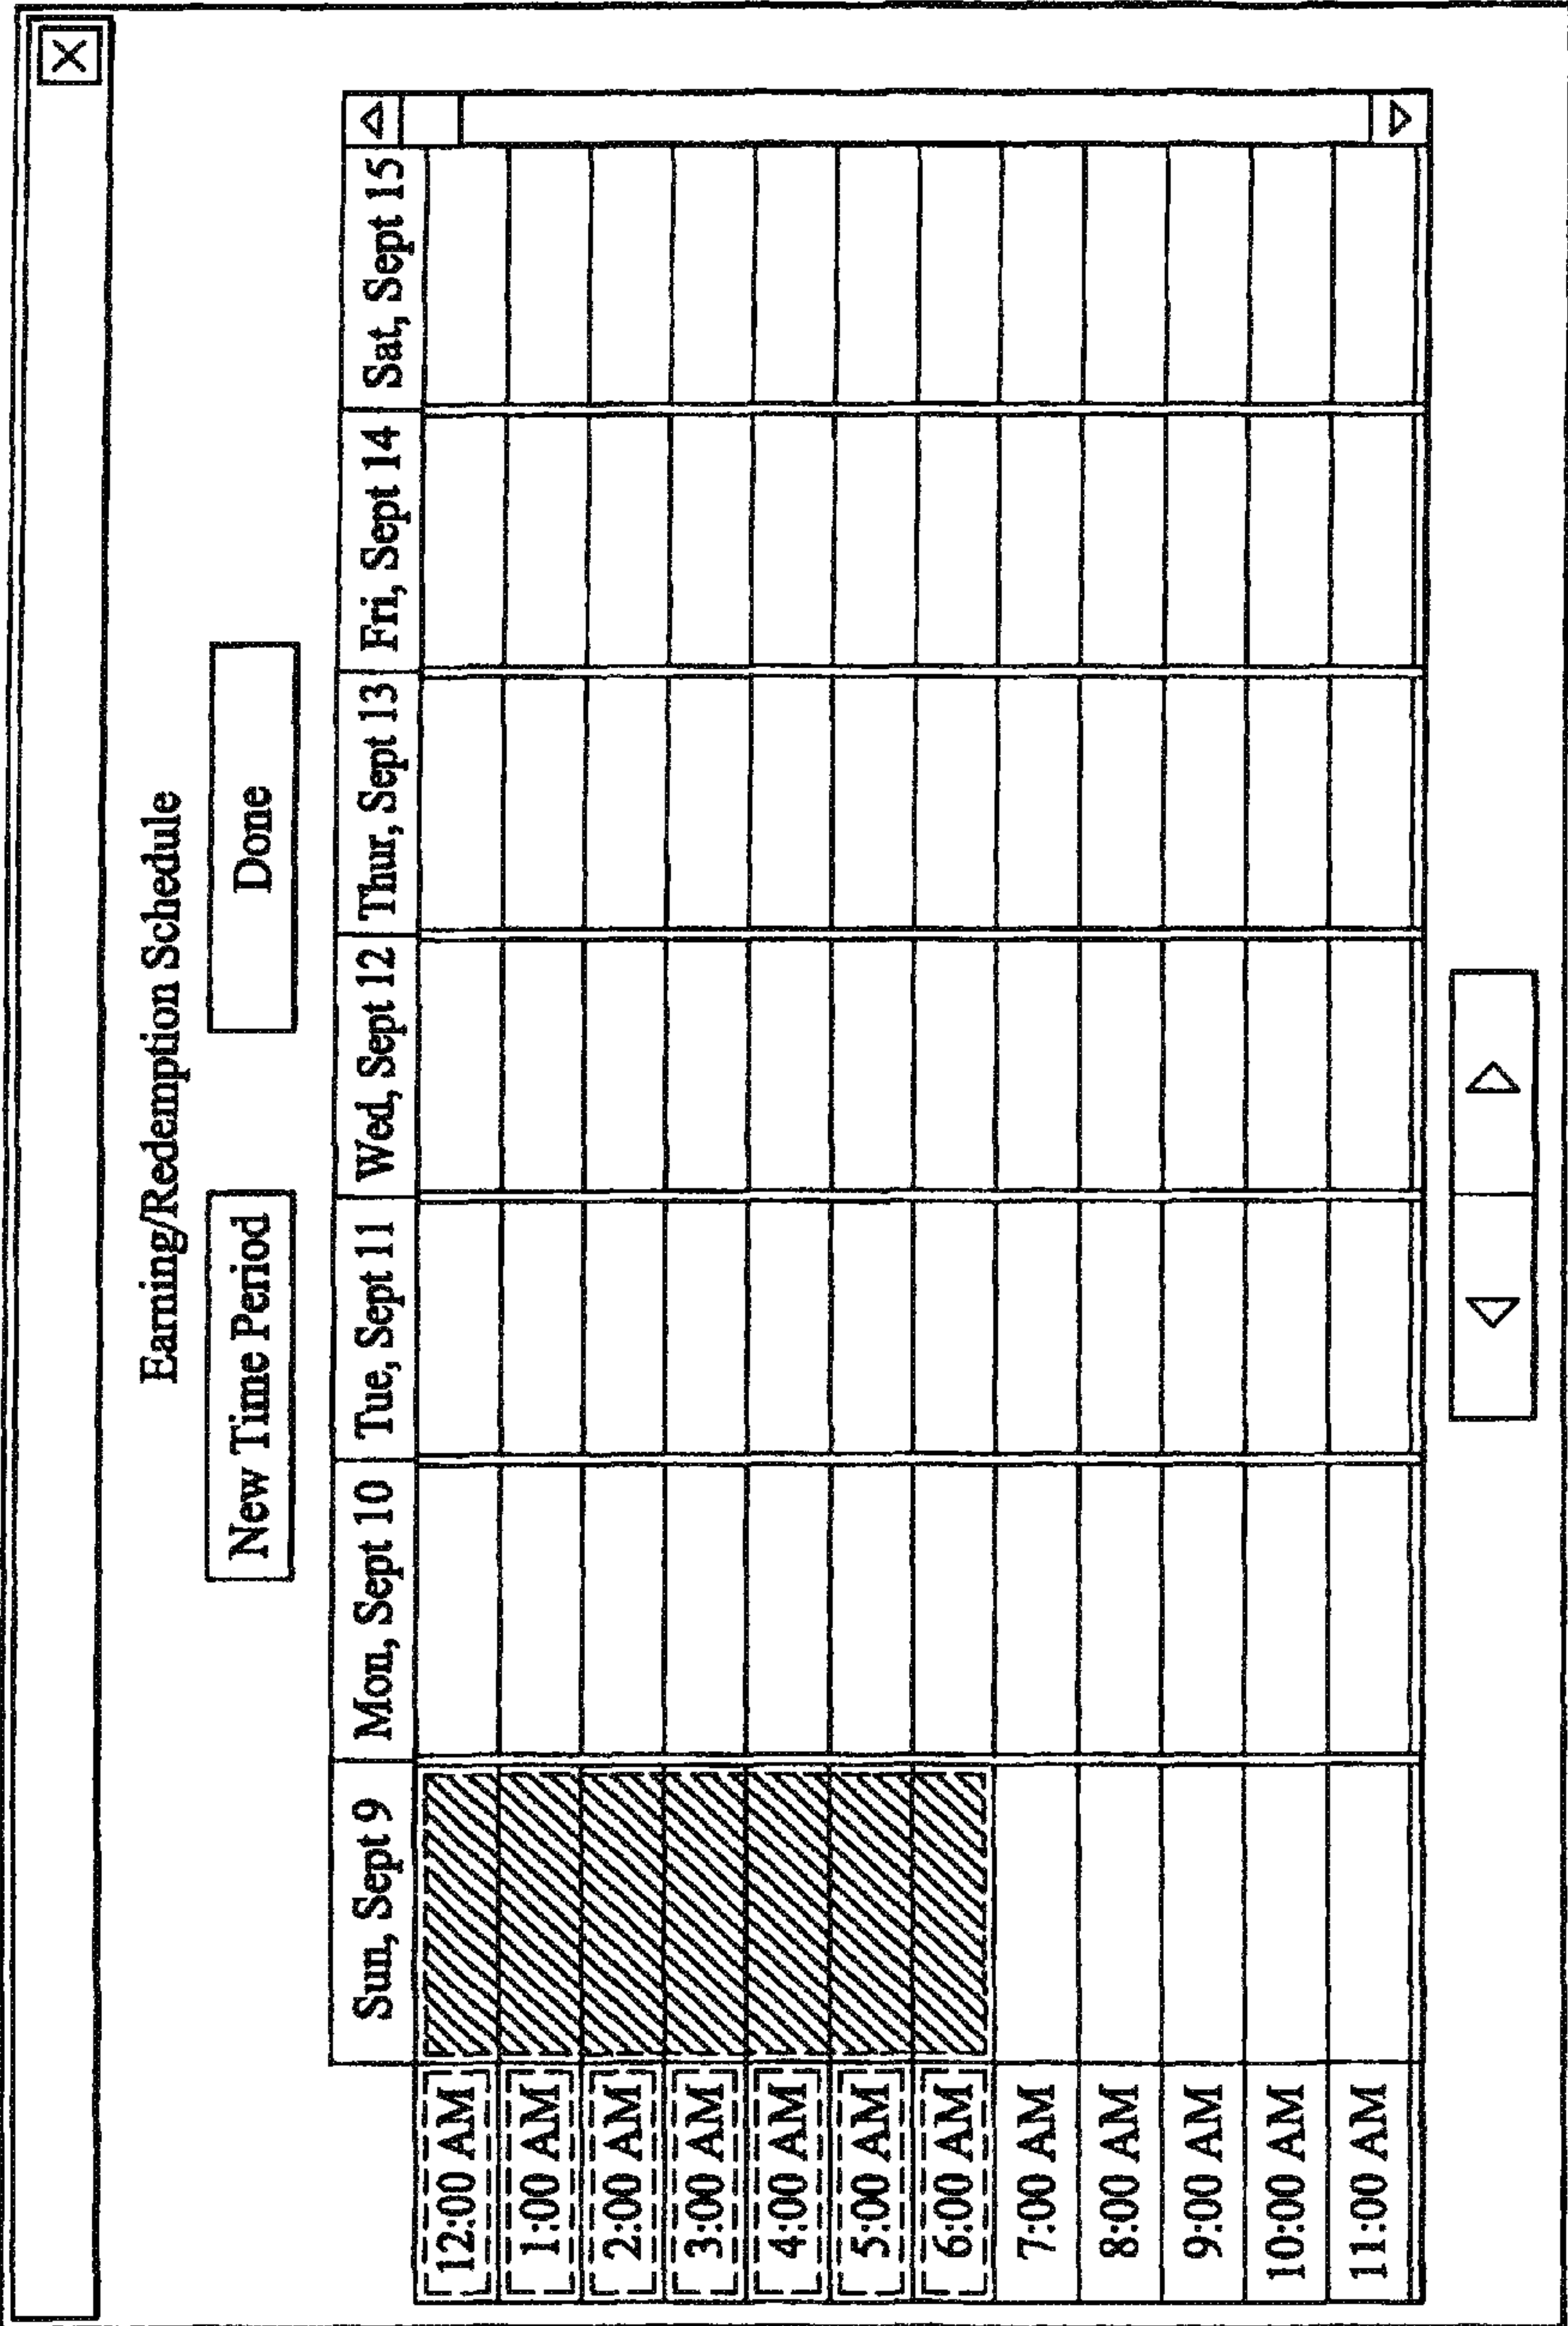 X
Earning/Redemption Schedule
New Time Period Done
Sun, Sept 9 Mon, Sept 10 Tue, Sept 11 Wed, Sept 12 Thur, Sept 13 Fri, Sept 14 Sat, Sept 15
12:00 AM
1:00 AM
2:00 AM
3:00 AM
4:00 AM
5:00 AM
6:00 AM
7:00 AM
8:00 AM
9:00 AM
10:00 AM
11:00 AM